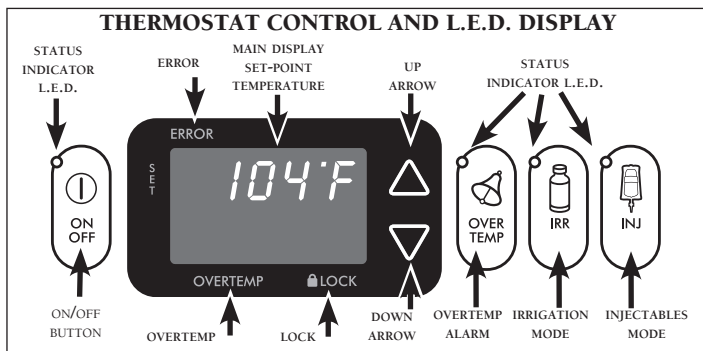 THERMOSTAT CONTROL AND L.E.D. DISPLAY
STATUS
INDICATOR
L.E.D.
ERROR
MAIN DISPLAY
SET-POINT
TEMPERATURE
UP
ARROW
STATUS
INDICATOR L.E.D.
ERROR
SET
104°F
ON
OFF
OVER
TEMP
IRR
INJ
OVERTEMP
LOCK
ON/OFF
BUTTON
OVERTEMP
LOCK
DOWN
ARROW
OVERTEMP
ALARM
IRRIGATION
MODE
INJECTABLES
MODE